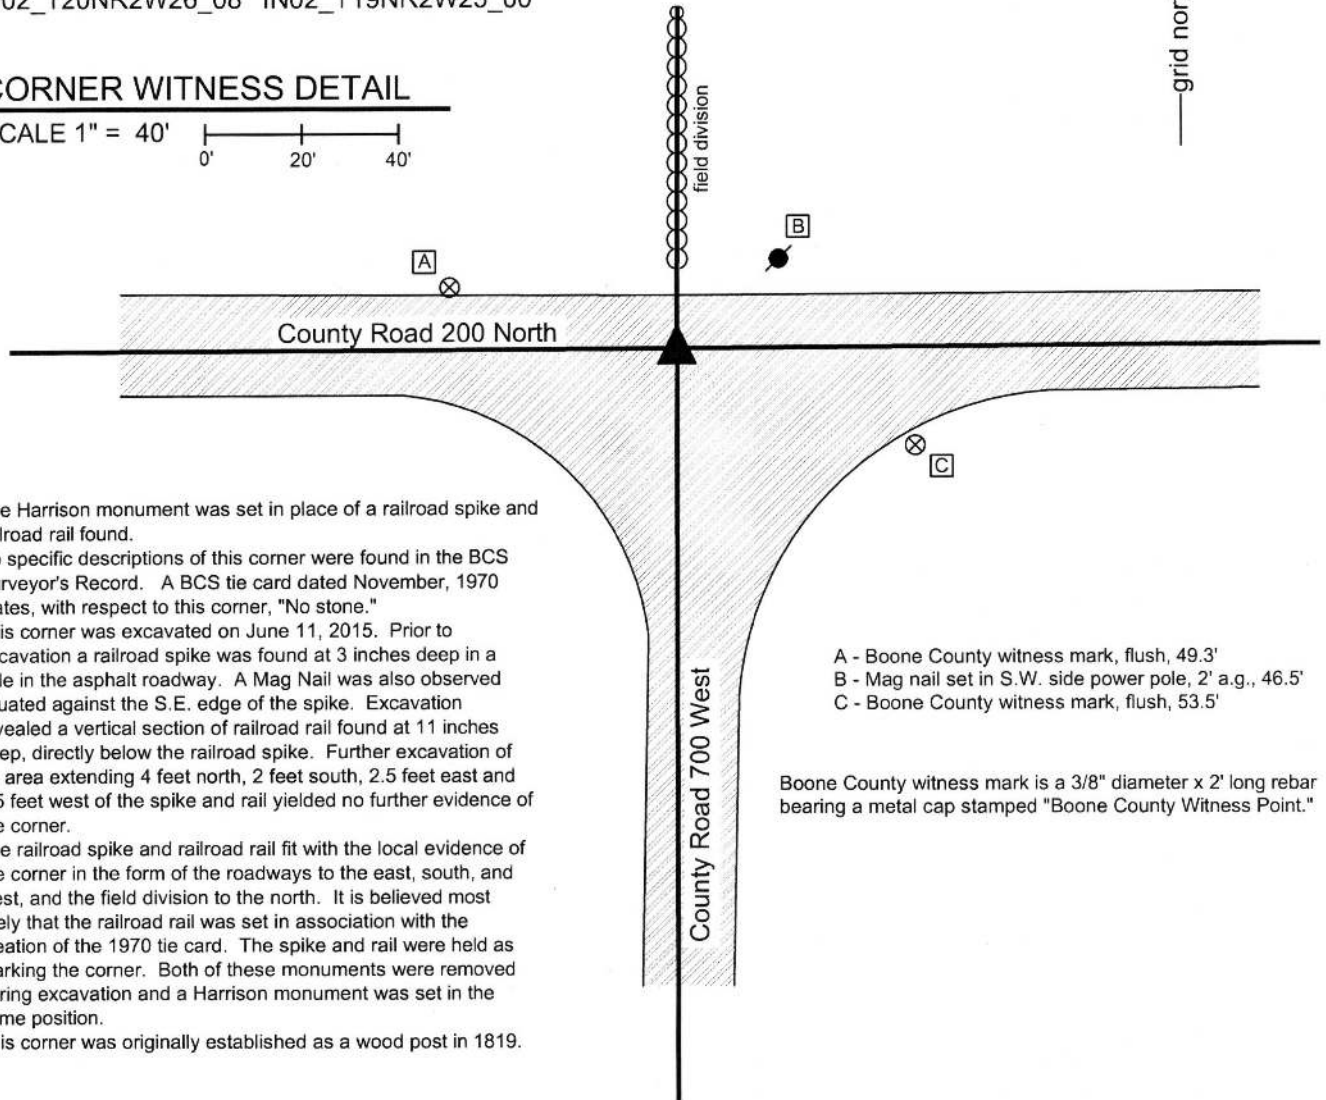 CORNER WITNESS DETAIL
SCALE 1" = 40'
0' 20' 40'
field division
grid nor
A
B
County Road 200 North
C
e Harrison monument was set in place of a railroad spike and
lroad rail found.
specific descriptions of this corner were found in the BCS
rveyor's Record. A BCS tie card dated November, 1970
ates, with respect to this corner, "No stone."
is corner was excavated on June 11, 2015. Prior to
cavation a railroad spike was found at 3 inches deep in a
le in the asphalt roadway. A Mag Nail was also observed
uated against the S.E. edge of the spike. Excavation
vealed a vertical section of railroad rail found at 11 inches
ep, directly below the railroad spike. Further excavation of
area extending 4 feet north, 2 feet south, 2.5 feet east and
5 feet west of the spike and rail yielded no further evidence of
e corner.
e railroad spike and railroad rail fit with the local evidence of
e corner in the form of the roadways to the east, south, and
est, and the field division to the north. It is believed most
ely that the railroad rail was set in association with the
eation of the 1970 tie card. The spike and rail were held as
arking the corner. Both of these monuments were removed
ring excavation and a Harrison monument was set in the
me position.
is corner was originally established as a wood post in 1819.
County Road 700 West
A - Boone County witness mark, flush, 49.3'
B - Mag nail set in S.W. side power pole, 2' a.g., 46.5'
C - Boone County witness mark, flush, 53.5'
Boone County witness mark is a 3/8" diameter x 2' long rebar
bearing a metal cap stamped "Boone County Witness Point."